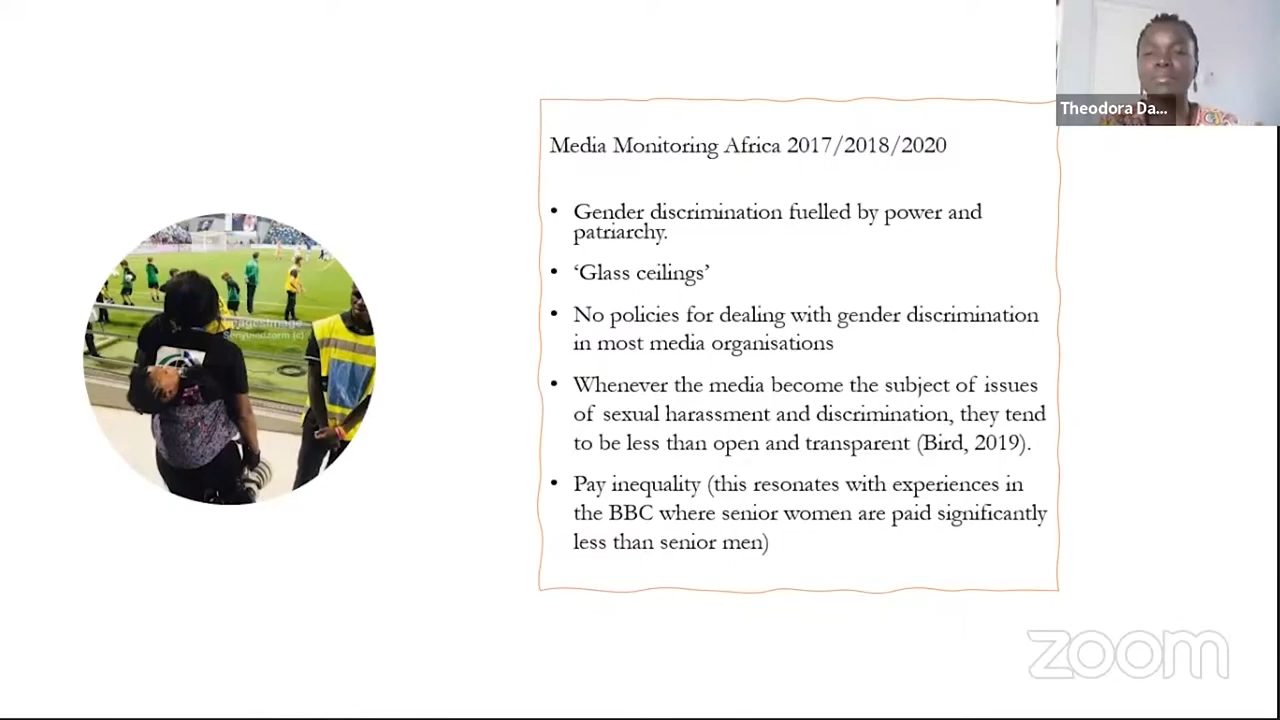 Theodora Da...
Media Monitoring Africa 2017/2018/2020
• Gender discrimination fuelled by power and
patriarchy.
• ‘Glass ceilings’
• No policies for dealing with gender discrimination
in most media organisations
• Whenever the media become the subject of issues
of sexual harassment and discrimination, they tend
to be less than open and transparent (Bird, 2019).
• Pay inequality (this resonates with experiences in
the BBC where senior women are paid significantly
less than senior men)
zoom